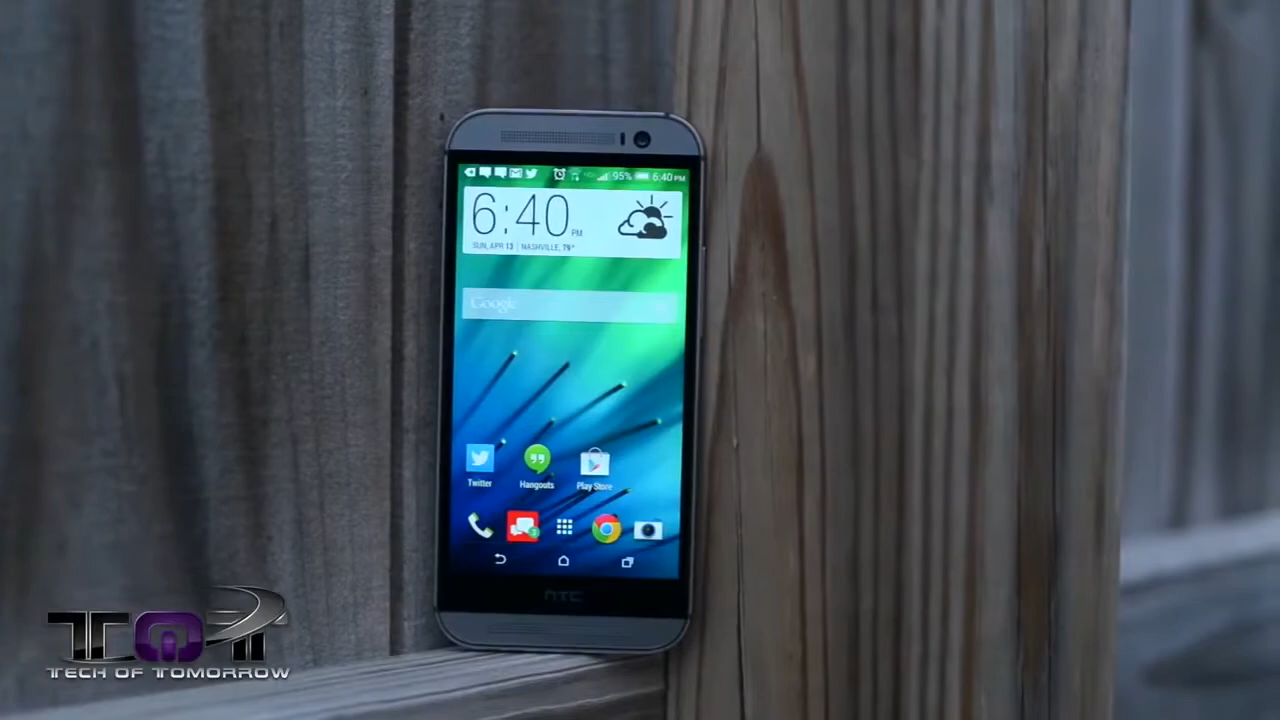 95% 6:40 PM
6:40 PM
SUN, APR 13 | NASHVILLE, 79°
Google
Twitter
Hangouts
Play Store
hTC
TOT
TECH OF TOMORROW